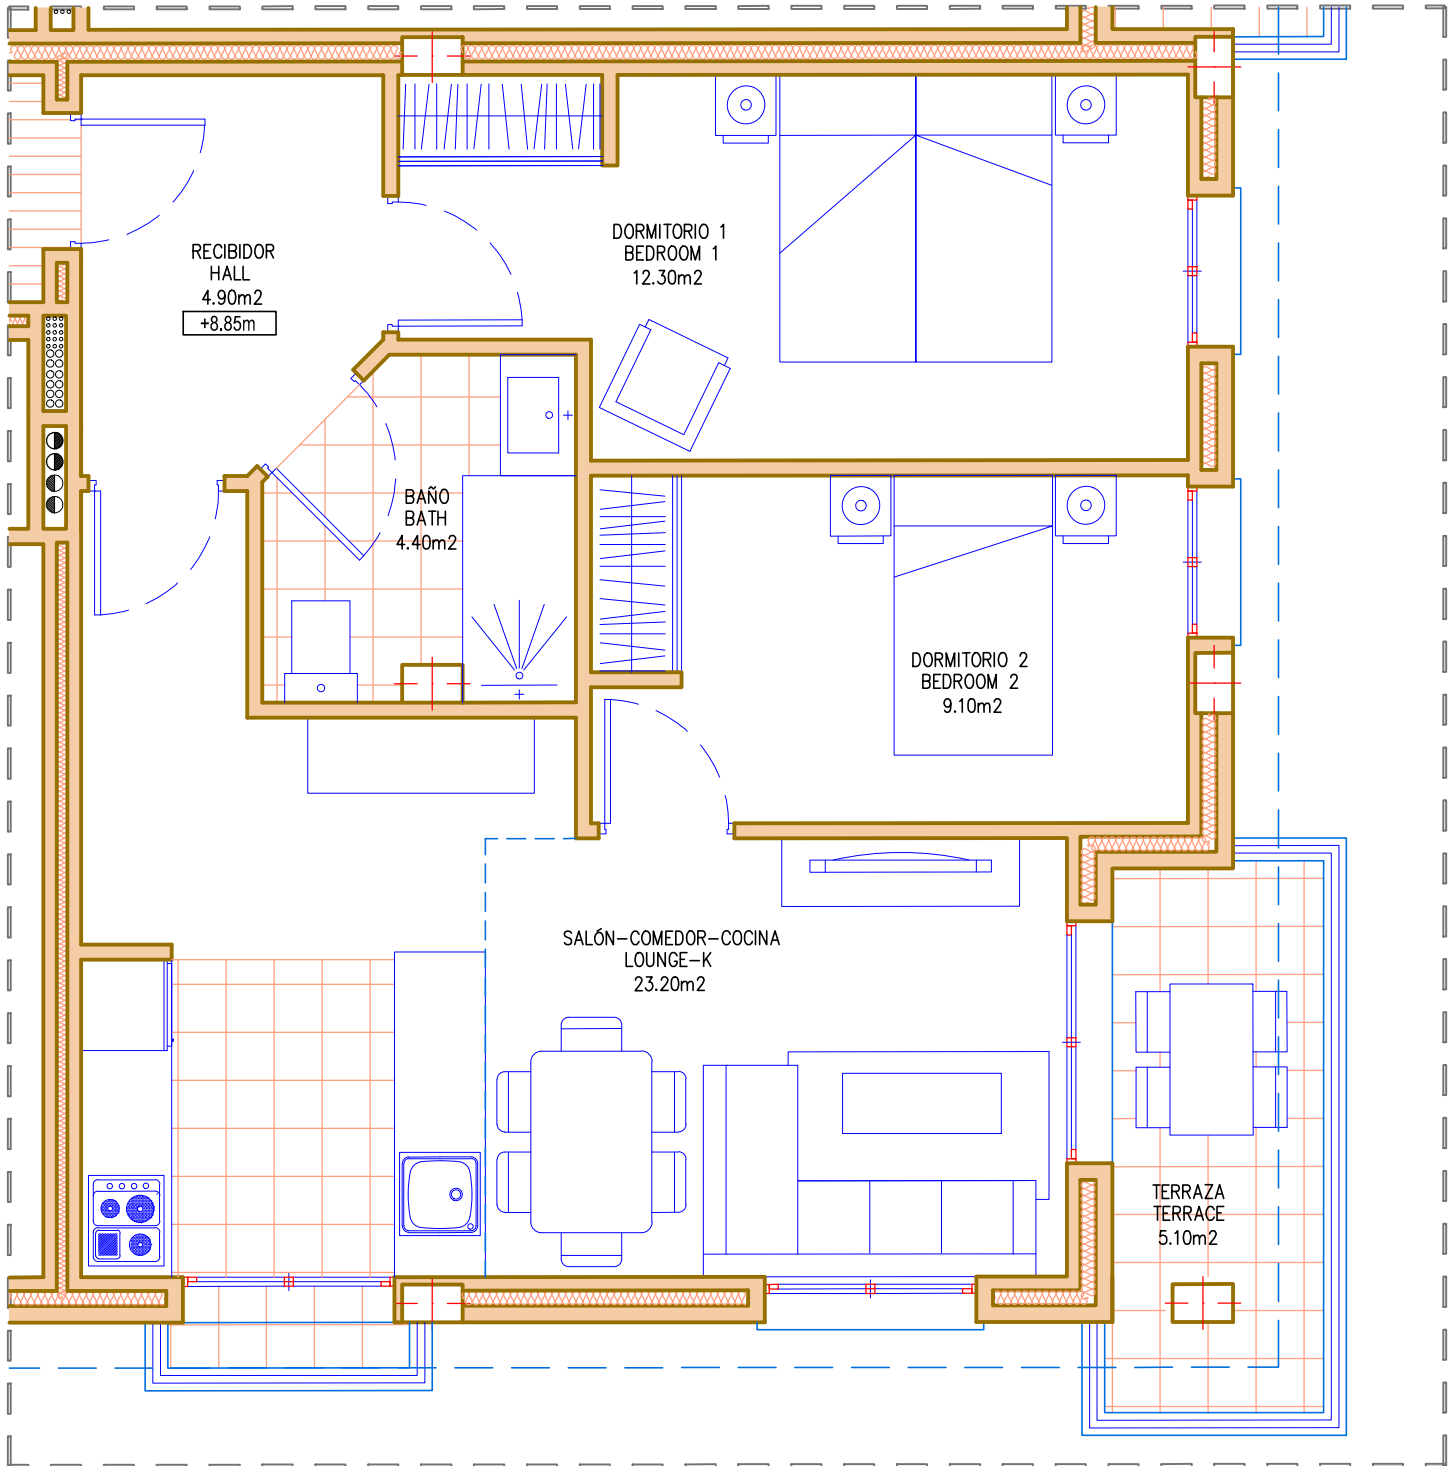 DORMITORIO 1
BEDROOM 1
12.30m2
RECIBIDOR
HALL
4.90m2
+8.85m
BAÑO
BATH
4.40m2
DORMITORIO 2
BEDROOM 2
9.10m2
SALÓN-COMEDOR-COCINA
LOUNGE-K
23.20m2
TERRAZA
TERRACE
5.10m2